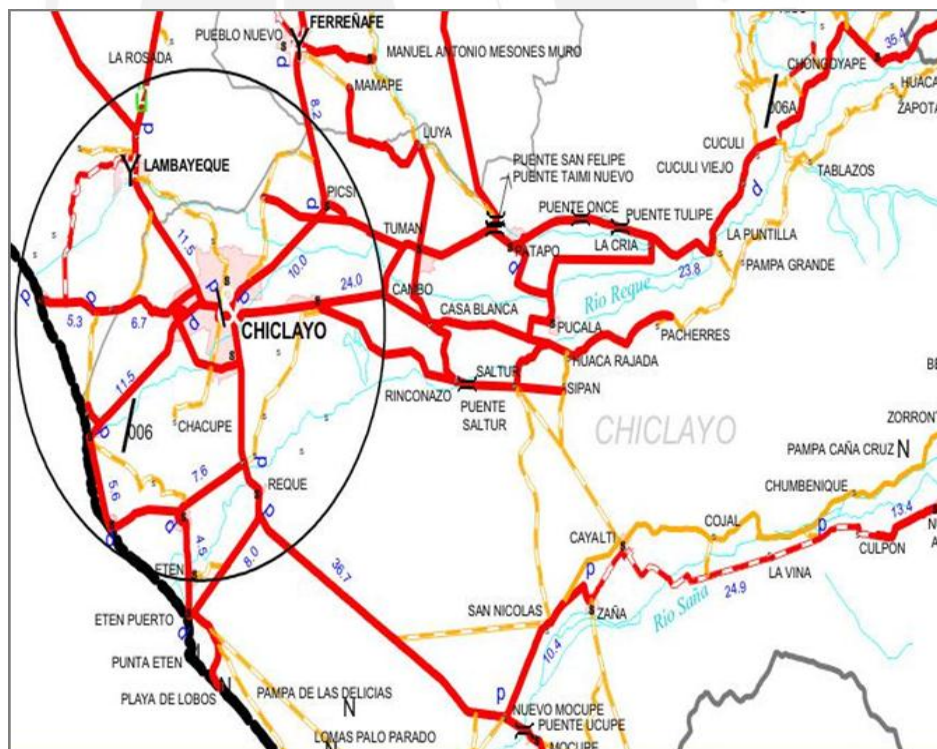 FERREÑAFE
PUEBLO NUEVO
MANUEL ANTONIO MESONES MURO
LA ROSADA
MAMAPE
CHONGOYAPE
35.4
HUACA
ZAPOTA
006A
8.2
LUYA
CUCULI
CUCULI VIEJO
TABLAZOS
LAMBAYEQUE
PUENTE SAN FELIPE
PUENTE TAIMI NUEVO
PICSI
PUENTE ONCE
PUENTE TULIPE
TUMAN
PATAPO
LA CRIA
LA PUNTILLA
PAMPA GRANDE
11.5
10.0
24.0
23.8
CAMBO
Río Reque
5.3
6.7
CHICLAYO
CASA BLANCA
PUCALA
PACHERRES
HUACA RAJADA
SALTUR
SIPAN
RINCONAZO
PUENTE
SALTUR
11.5
006
CHACUPE
CHICLAYO
BE
ZORRONT
PAMPA CAÑA CRUZ
N
CHUMBENIQUE
7.6
REQUE
5.6
4.5
8.0
36.7
CAYALTI
COJAL
13.4
CULPON
N
A
LA VINA
24.9
ETEN
ETEN PUERTO
SAN NICOLAS
ZAÑA
Río Saña
10.4
PUNTA ETEN
PLAYA DE LOBOS
N
PAMPA DE LAS DELICIAS
N
NUEVO MOCUPE
PUENTE UCUPE
LOMAS PALO PARADO
MOCUPE